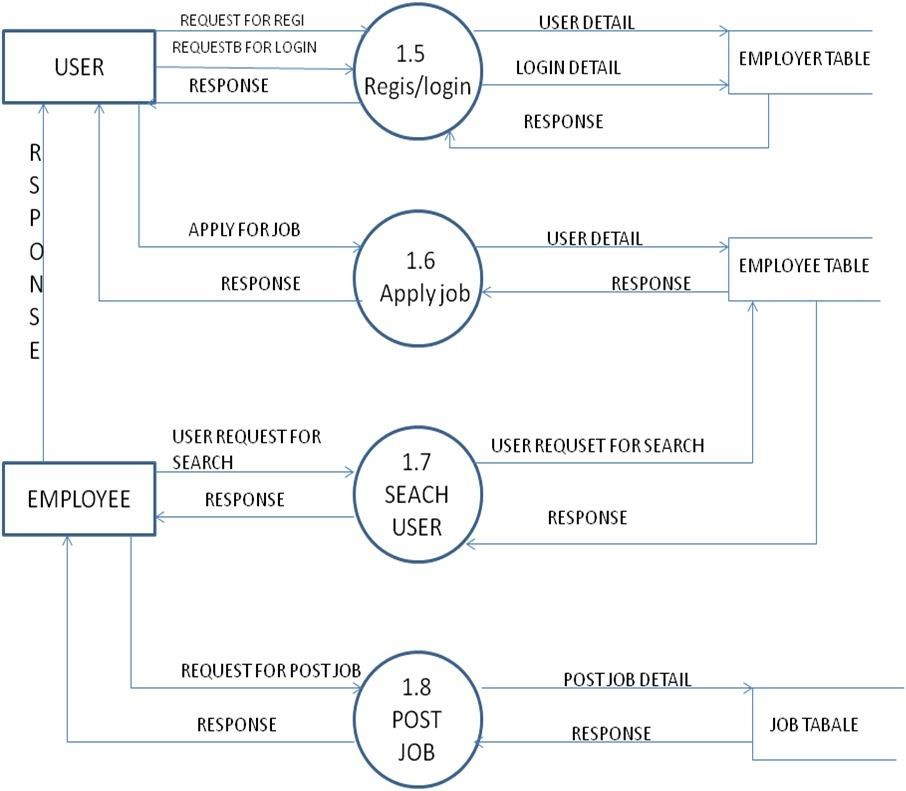 REQUEST FOR REGI
USER DETAIL
REQUESTB FOR LOGIN
1.5
USER
Regis/login
LOGIN DETAIL
EMPLOYER TABLE
RESPONSE
RESPONSE
RSPONSE
APPLY FOR JOB
USER DETAIL
1.6
Apply job
EMPLOYEE TABLE
RESPONSE
RESPONSE
USER REQUEST FOR
SEARCH
USER REQUSET FOR SEARCH
1.7
SEACH
USER
EMPLOYEE
RESPONSE
RESPONSE
REQUEST FOR POST JOB
POST JOB DETAIL
1.8
POST
JOB
JOB TABALE
RESPONSE
RESPONSE